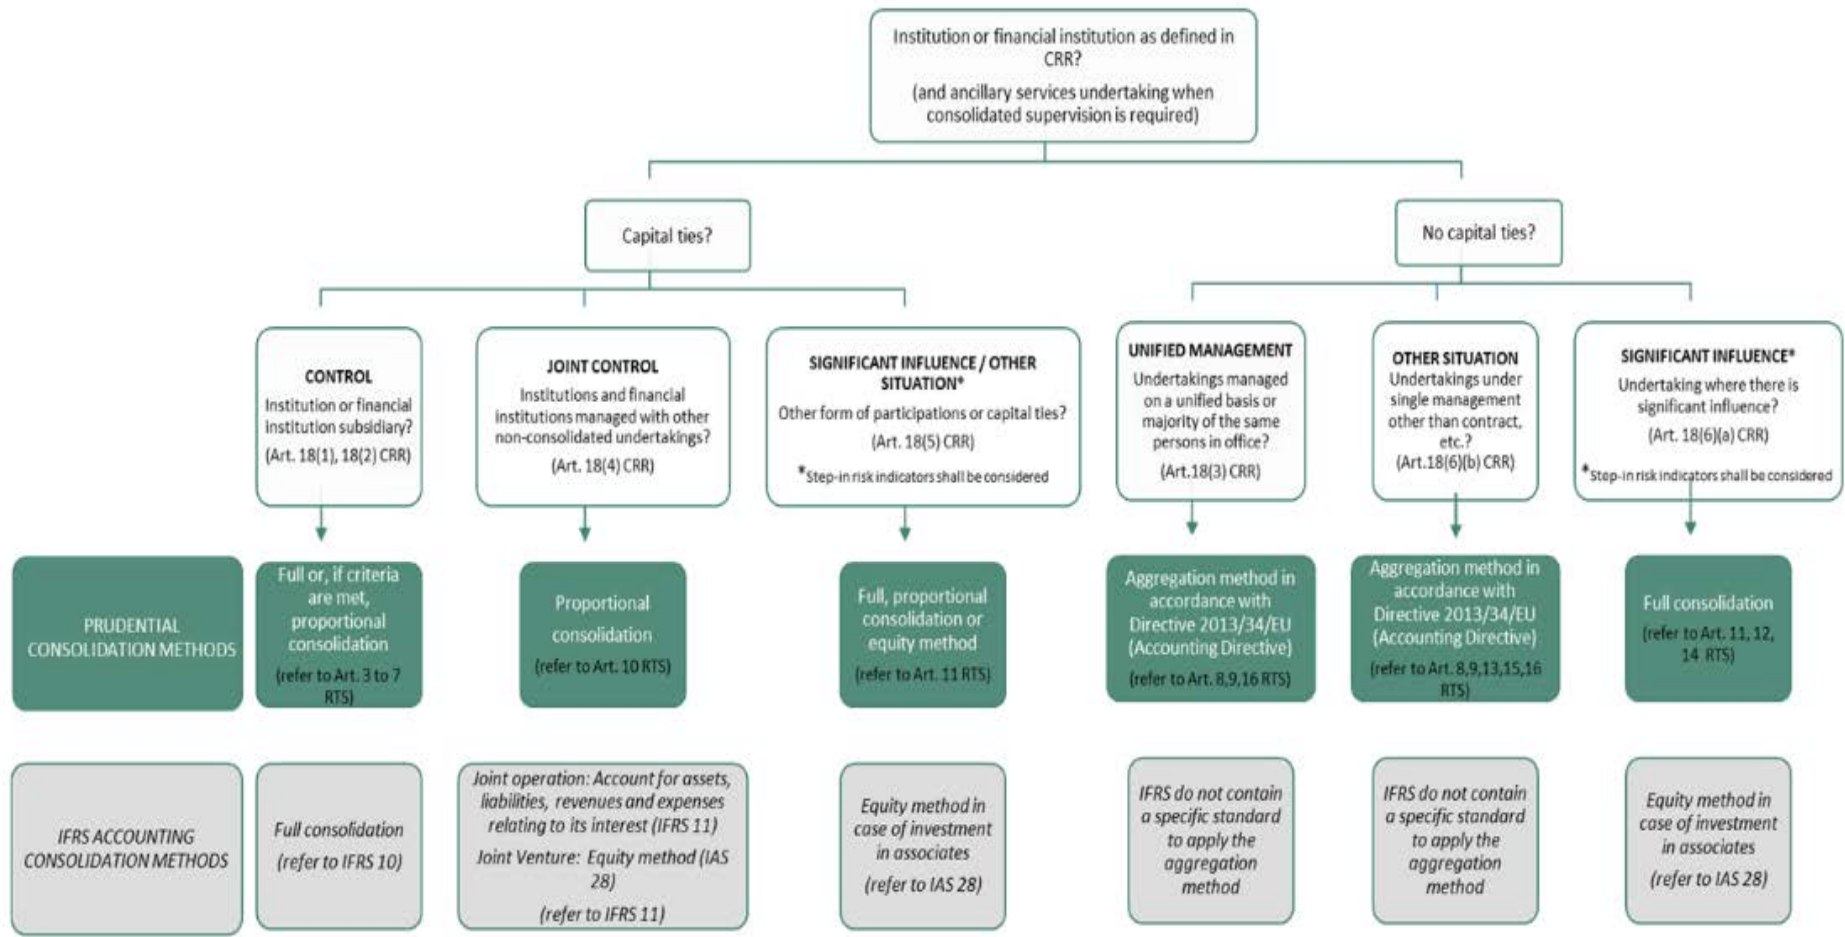 Institution or financial institution as defined in
CRR?
(and ancillary services undertaking when
consolidated supervision is required)
Capital ties?
No capital ties?
CONTROL
Institution or financial
institution subsidiary?
(Art. 18(1), 18(2) CRR)
JOINT CONTROL
Institutions and financial
institutions managed with other
non-consolidated undertakings?
(Art. 18(4) CRR)
SIGNIFICANT INFLUENCE / OTHER
SITUATION*
Other form of participations or capital ties?
(Art. 18(5) CRR)
*Step-in risk indicators shall be considered
UNIFIED MANAGEMENT
Undertakings managed
on a unified basis or
majority of the same
persons in office?
(Art.18(3) CRR)
OTHER SITUATION
Undertakings under
single management
other than contract,
etc.?
(Art.18(6)(b) CRR)
SIGNIFICANT INFLUENCE*
Undertaking where there is
significant influence?
(Art. 18(6)(a) CRR)
*Step-in risk indicators shall be considered
PRUDENTIAL
CONSOLIDATION METHODS
Full or, if criteria
are met,
proportional
consolidation
(refer to Art. 3 to 7
RTS)
Proportional
consolidation
(refer to Art. 10 RTS)
Full, proportional
consolidation or
equity method
(refer to Art. 11 RTS)
Aggregation method in
accordance with
Directive 2013/34/EU
(Accounting Directive)
(refer to Art. 8,9,16 RTS)
Aggregation method in
accordance with
Directive 2013/34/EU
(Accounting Directive)
(refer to Art. 8,9,13,15,16
RTS)
Full consolidation
(refer to Art. 11, 12,
14 RTS)
IFRS ACCOUNTING
CONSOLIDATION METHODS
Full consolidation
(refer to IFRS 10)
Joint operation: Account for assets,
liabilities, revenues and expenses
relating to its interest (IFRS 11)
Joint Venture: Equity method (IAS
28)
(refer to IFRS 11)
Equity method in
case of investment
in associates
(refer to IAS 28)
IFRS do not contain
a specific standard
to apply the
aggregation
method
IFRS do not contain
a specific standard
to apply the
aggregation
method
Equity method in
case of investment
in associates
(refer to IAS 28)